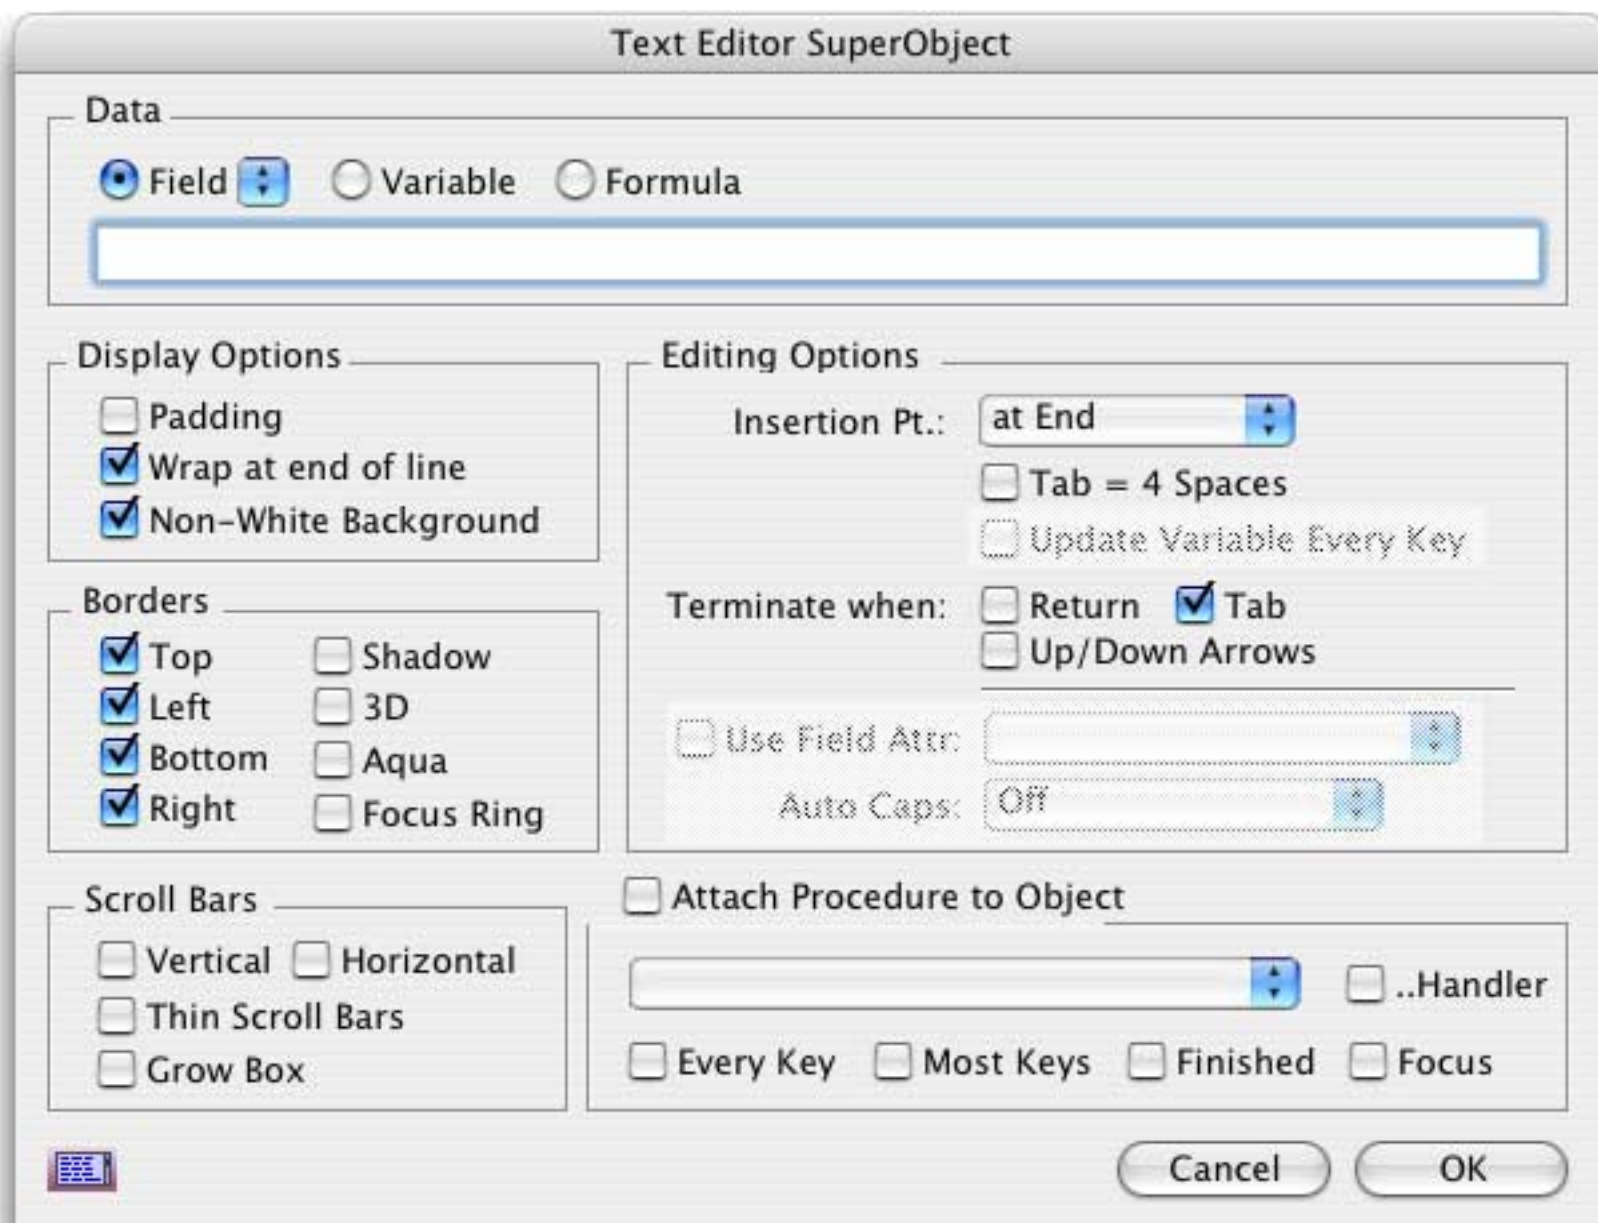 Text Editor SuperObject
Data
Field Variable Formula
Display Options
Padding
Wrap at end of line
Non-White Background
Editing Options
Insertion Pt.: at End
Tab = 4 Spaces
Update Variable Every Key
Terminate when: Return Tab
Up/Down Arrows
Use Field Attr:
Auto Caps: Off
Borders
Top Shadow
Left 3D
Bottom Aqua
Right Focus Ring
Scroll Bars
Vertical Horizontal
Thin Scroll Bars
Grow Box
Attach Procedure to Object
..Handler
Every Key Most Keys Finished Focus
Cancel OK